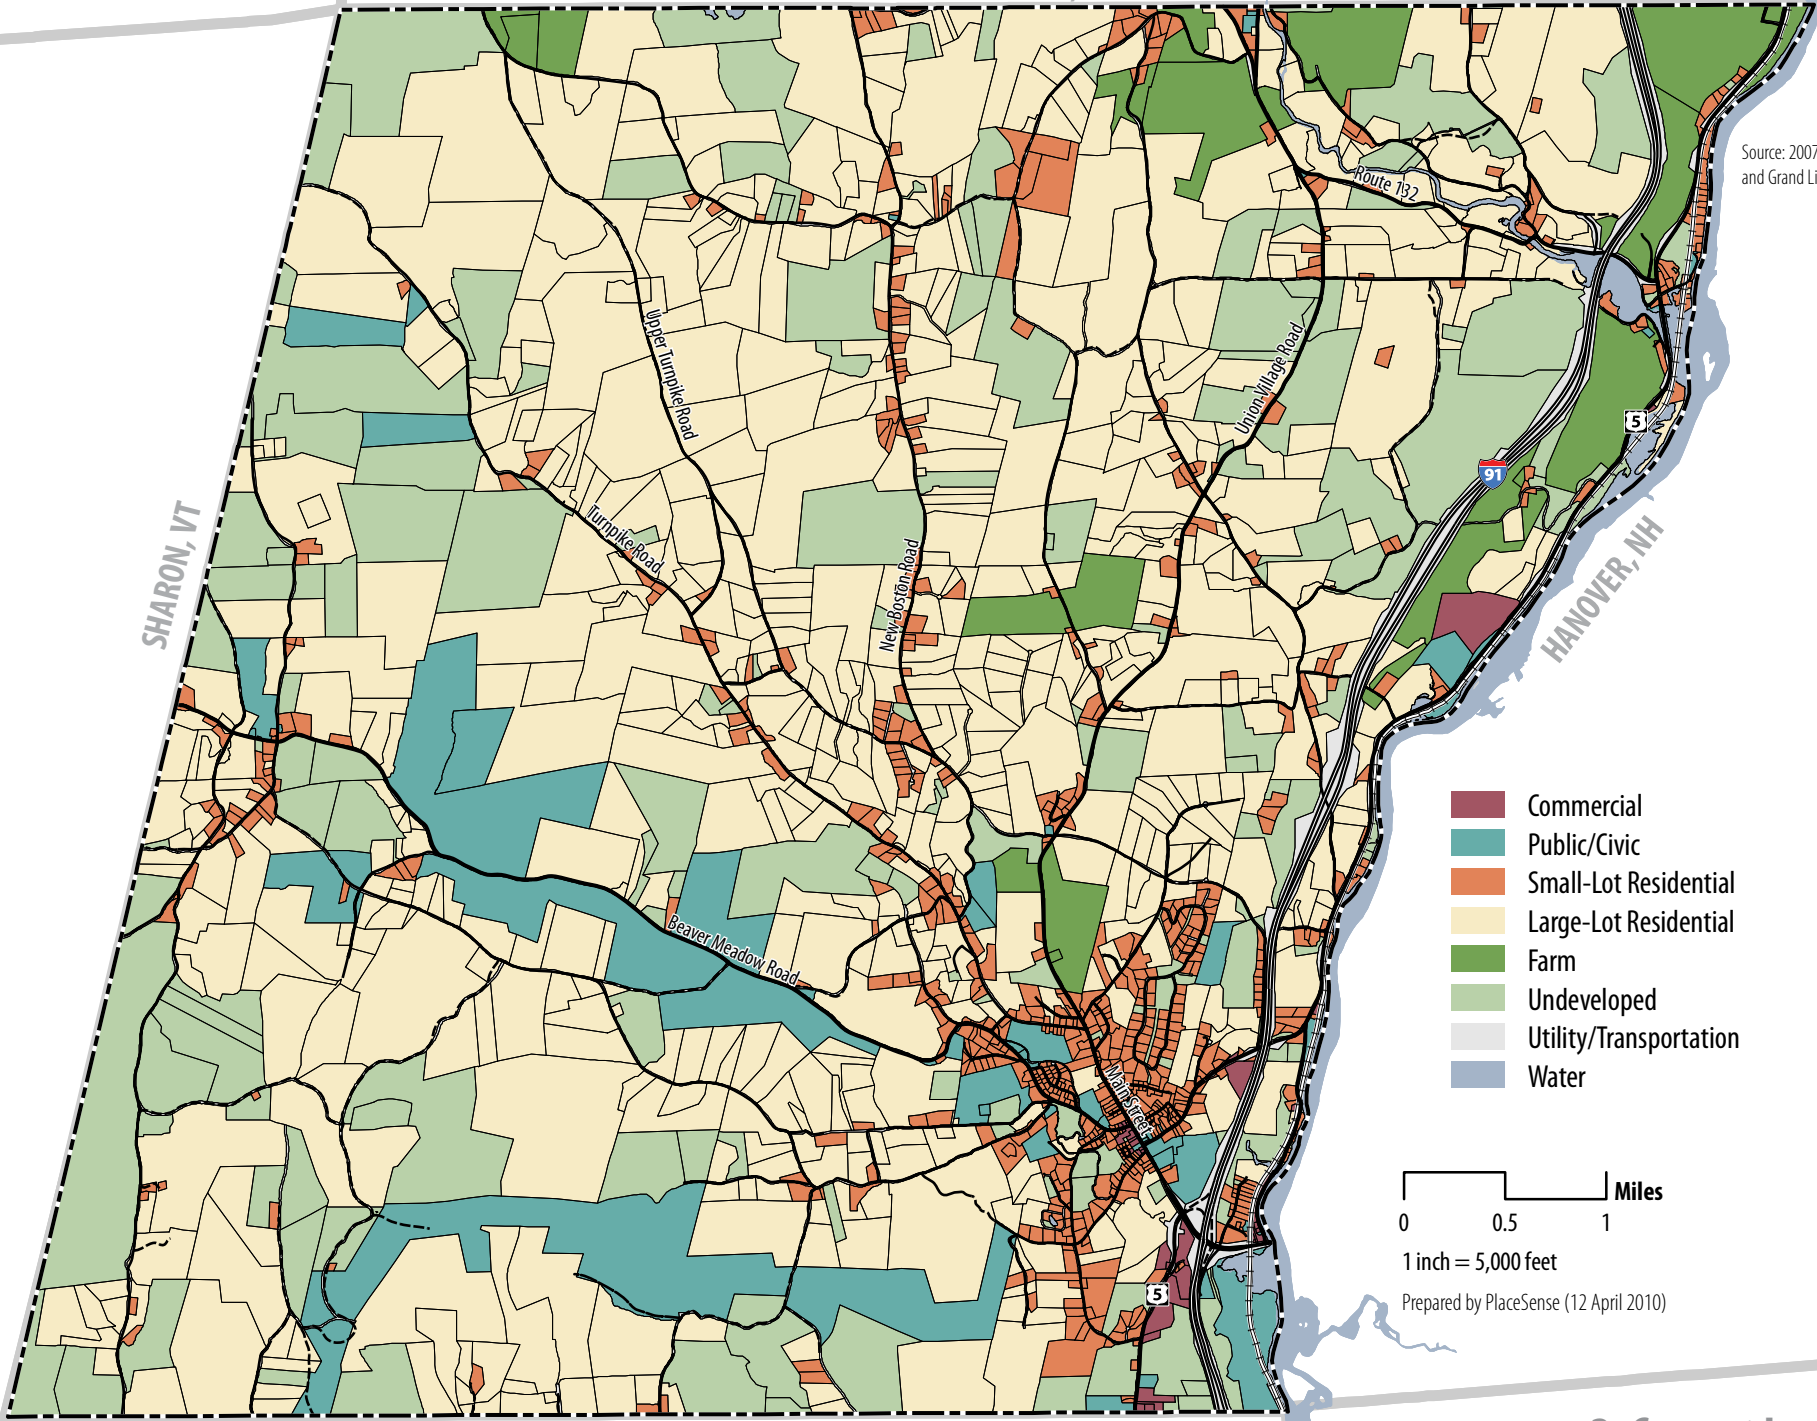 Source: 2007
and Grand Li
Route 132
Upper Turnpike Road
Union Village Road
5
91
SHARON, VT
Turnpike Road
New Boston Road
HANOVER, NH
Commercial
Public/Civic
Small-Lot Residential
Large-Lot Residential
Farm
Undeveloped
Utility/Transportation
Water
Beaver Meadow Road
Main Street
Miles
0 0.5 1
1 inch = 5,000 feet
5
Prepared by PlaceSense (12 April 2010)